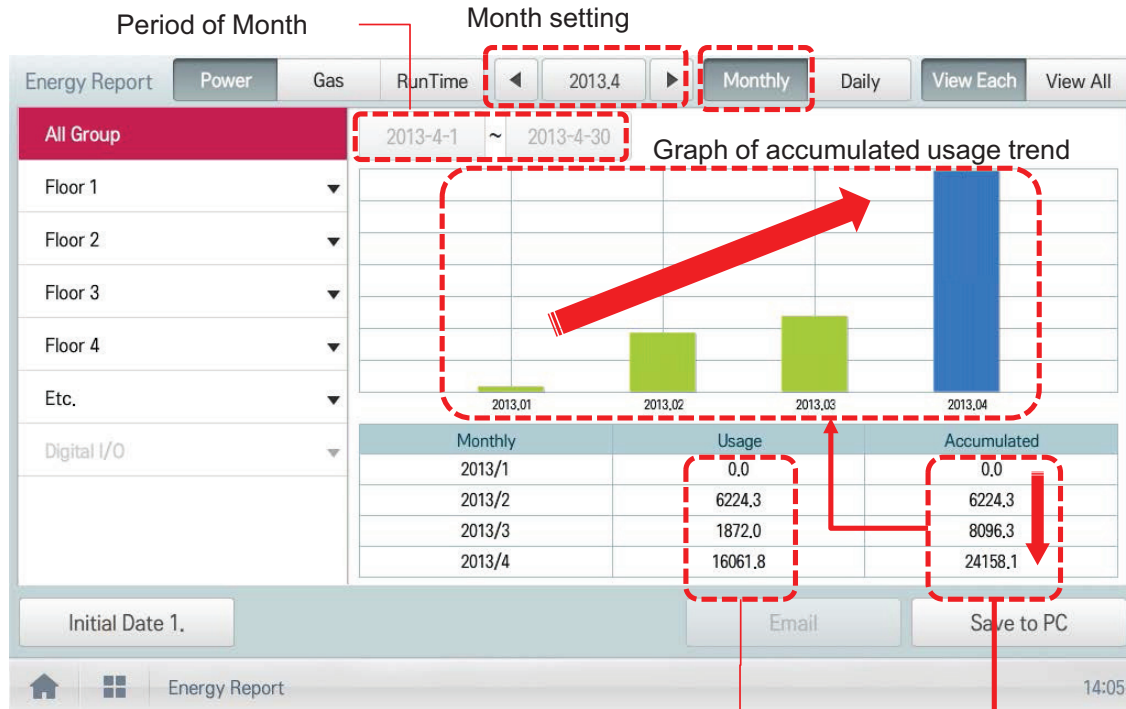 Period of Month
Month setting
Energy Report Power Gas RunTime 2013.4 Monthly Daily View Each View All
All Group
2013-4-1 ~ 2013-4-30
Graph of accumulated usage trend
Floor 1
Floor 2
Floor 3
Floor 4
Etc.
Digital I/O
2013.01 2013.02 2013.03 2013.04
Monthly Usage Accumulated
2013/1 0.0 0.0
2013/2 6224.3 6224.3
2013/3 1872.0 8096.3
2013/4 16061.8 24158.1
Initial Date 1.
Email
Save to PC
Energy Report
14:05